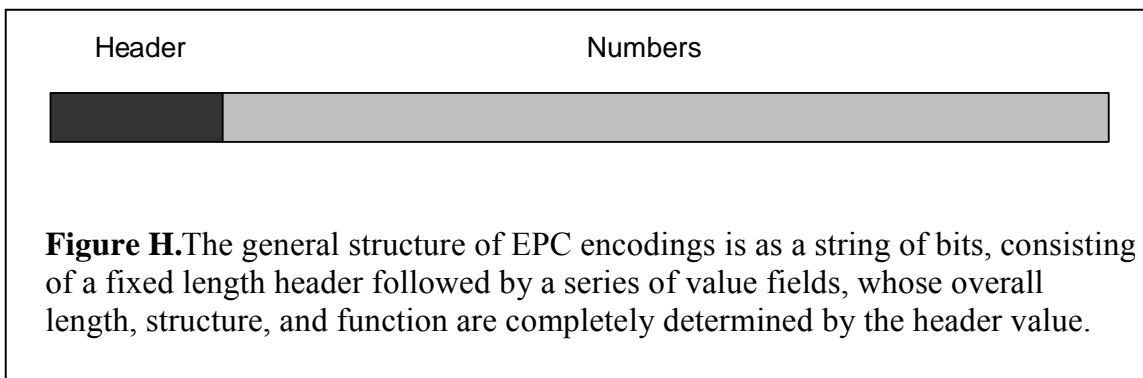 Header Numbers
Figure H.The general structure of EPC encodings is as a string of bits, consisting
of a fixed length header followed by a series of value fields, whose overall
length, structure, and function are completely determined by the header value.